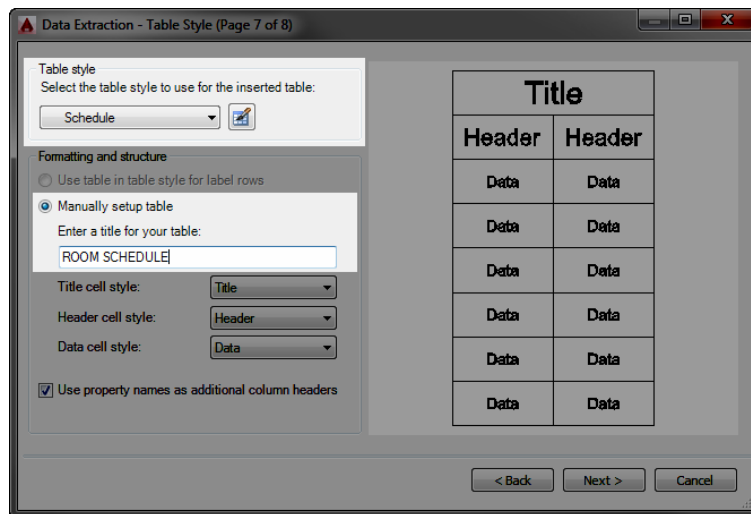 Data Extraction - Table Style (Page 7 of 8)
Table style
Select the table style to use for the inserted table:
Schedule
Formatting and structure
Use table in table style for label rows
Manually setup table
Enter a title for your table:
ROOM SCHEDULE
Title cell style:
Title
Header cell style:
Header
Data cell style:
Data
Use property names as additional column headers
Title
Header Header
Data Data
Data Data
Data Data
Data Data
Data Data
Data Data
< Back Next > Cancel